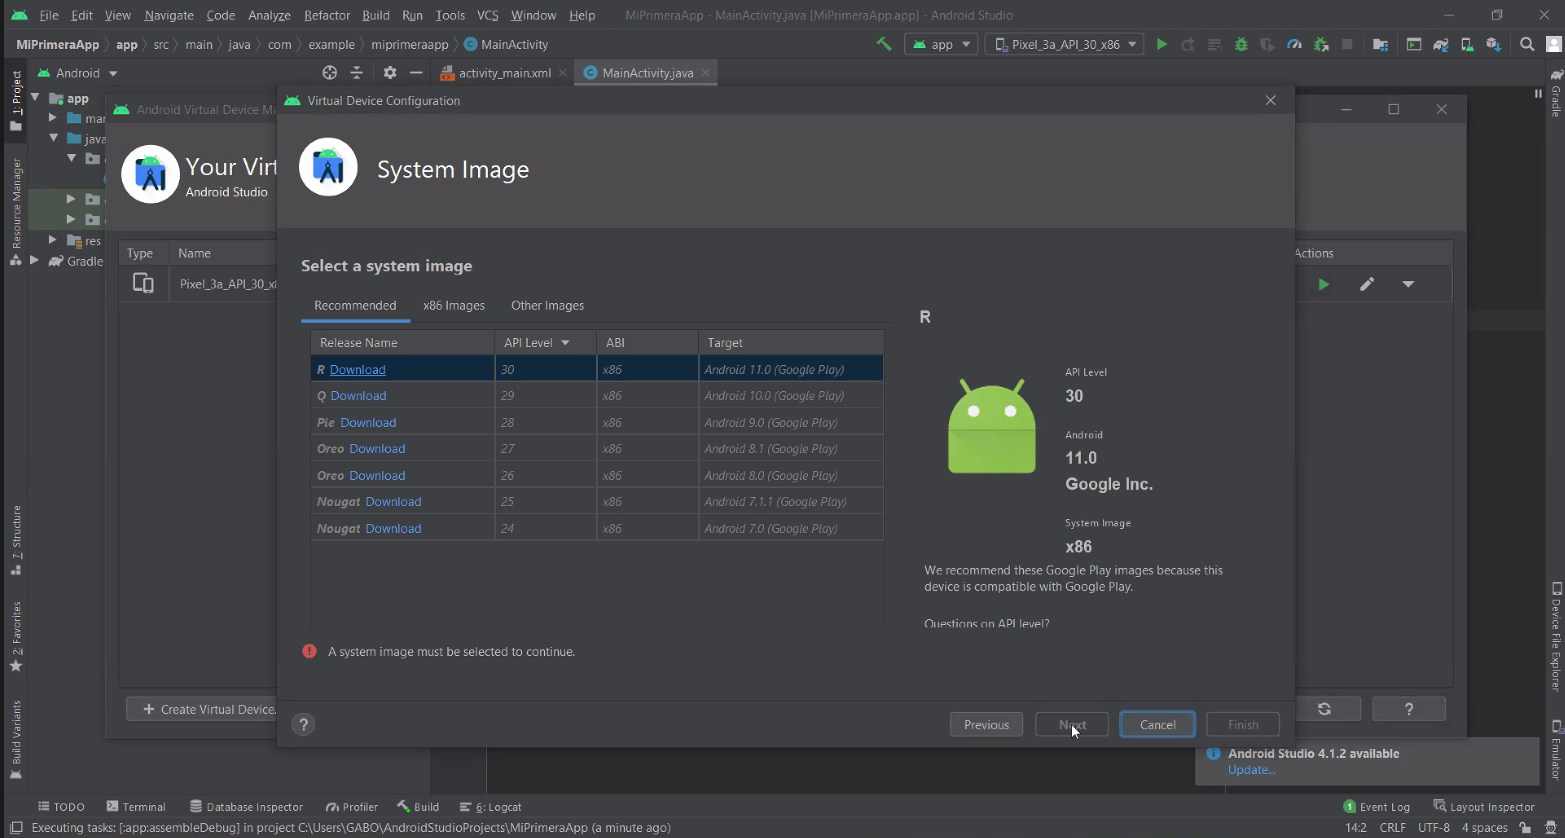 File Edit View Navigate Code Analyze Refactor Build Run Tools VCS Window Help MiPrimeraApp - MainActivity.java [MiPrimeraApp.app] - Android Studio
MiPrimeraApp app src main java com example miprimeraapp MainActivity app Pixel_3a_API_30_x86
Android activity_main.xml MainActivity.java
1: Project
Resource Manager
7: Structure
2: Favorites
Build Variants
app
java
res
Gradle
Android Virtual Device
Your
Android Studio
Type Name Actions
Pixel_3a_API_30_x
Create Virtual Device.
?
Virtual Device Configuration
System Image
Select a system image
Recommended x86 Images Other Images
Release Name API Level ABI Target
R Download 30 x86 Android 11.0 (Google Play)
Q Download 29 x86 Android 10.0 (Google Play)
Pie Download 28 x86 Android 9.0 (Google Play)
Oreo Download 27 x86 Android 8.1 (Google Play)
Oreo Download 26 x86 Android 8.0 (Google Play)
Nougat Download 25 x86 Android 7.1.1 (Google Play)
Nougat Download 24 x86 Android 7.0 (Google Play)
R
API Level
30
Android
11.0
Google Inc.
System Image
x86
We recommend these Google Play images because this
device is compatible with Google Play.
Questions on API level?
A system image must be selected to continue.
? Previous Next Cancel Finish
Android Studio 4.1.2 available
Update...
Gradle
Device File Explorer
Emulator
TODO Terminal Database Inspector Profiler Build 6: Logcat 1 Event Log Layout Inspector
Executing tasks: [:app:assembleDebug] in project C:\Users\GABO\AndroidStudioProjects\MiPrimeraApp (a minute ago) 14:2 CRLF UTF-8 4 spaces